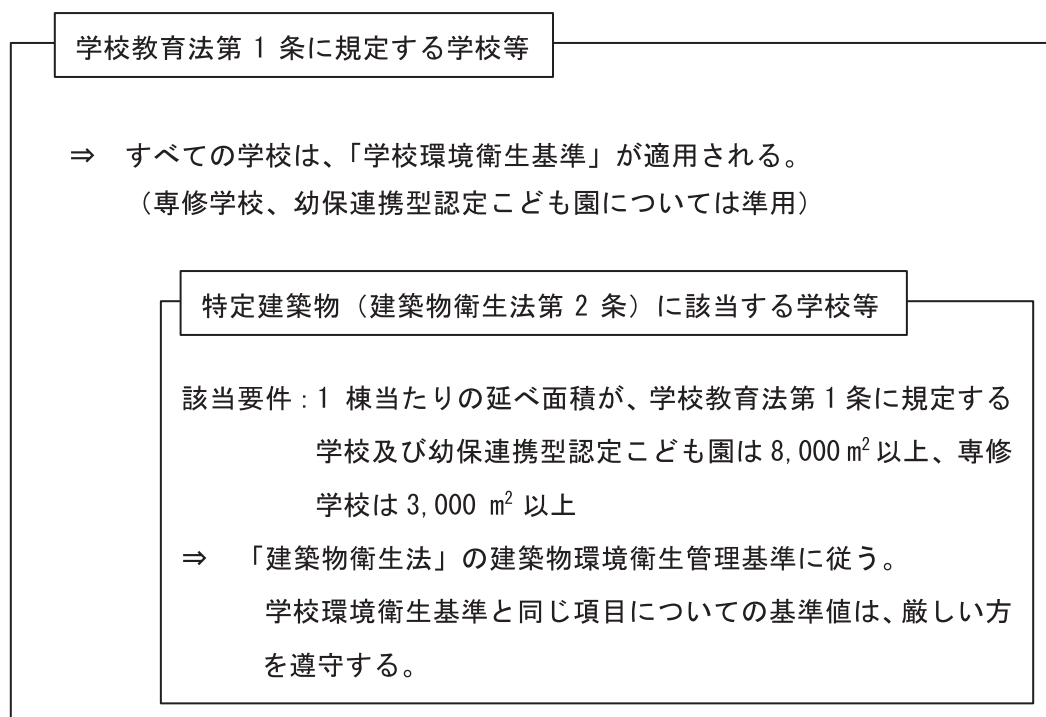 学校教育法第1条に規定する学校等
⇒ すべての学校は、「学校環境衛生基準」が適用される。
(専修学校、幼保連携型認定こども園については準用)
特定建築物(建築物衛生法第2条)に該当する学校等
該当要件:1 棟当たりの延べ面積が、学校教育法第1条に規定する
学校及び幼保連携型認定こども園は8,000㎡以上、専修
学校は3,000 ㎡以上
⇒ 「建築物衛生法」の建築物環境衛生管理基準に従う。
学校環境衛生基準と同じ項目についての基準値は、厳しい方
を遵守する。